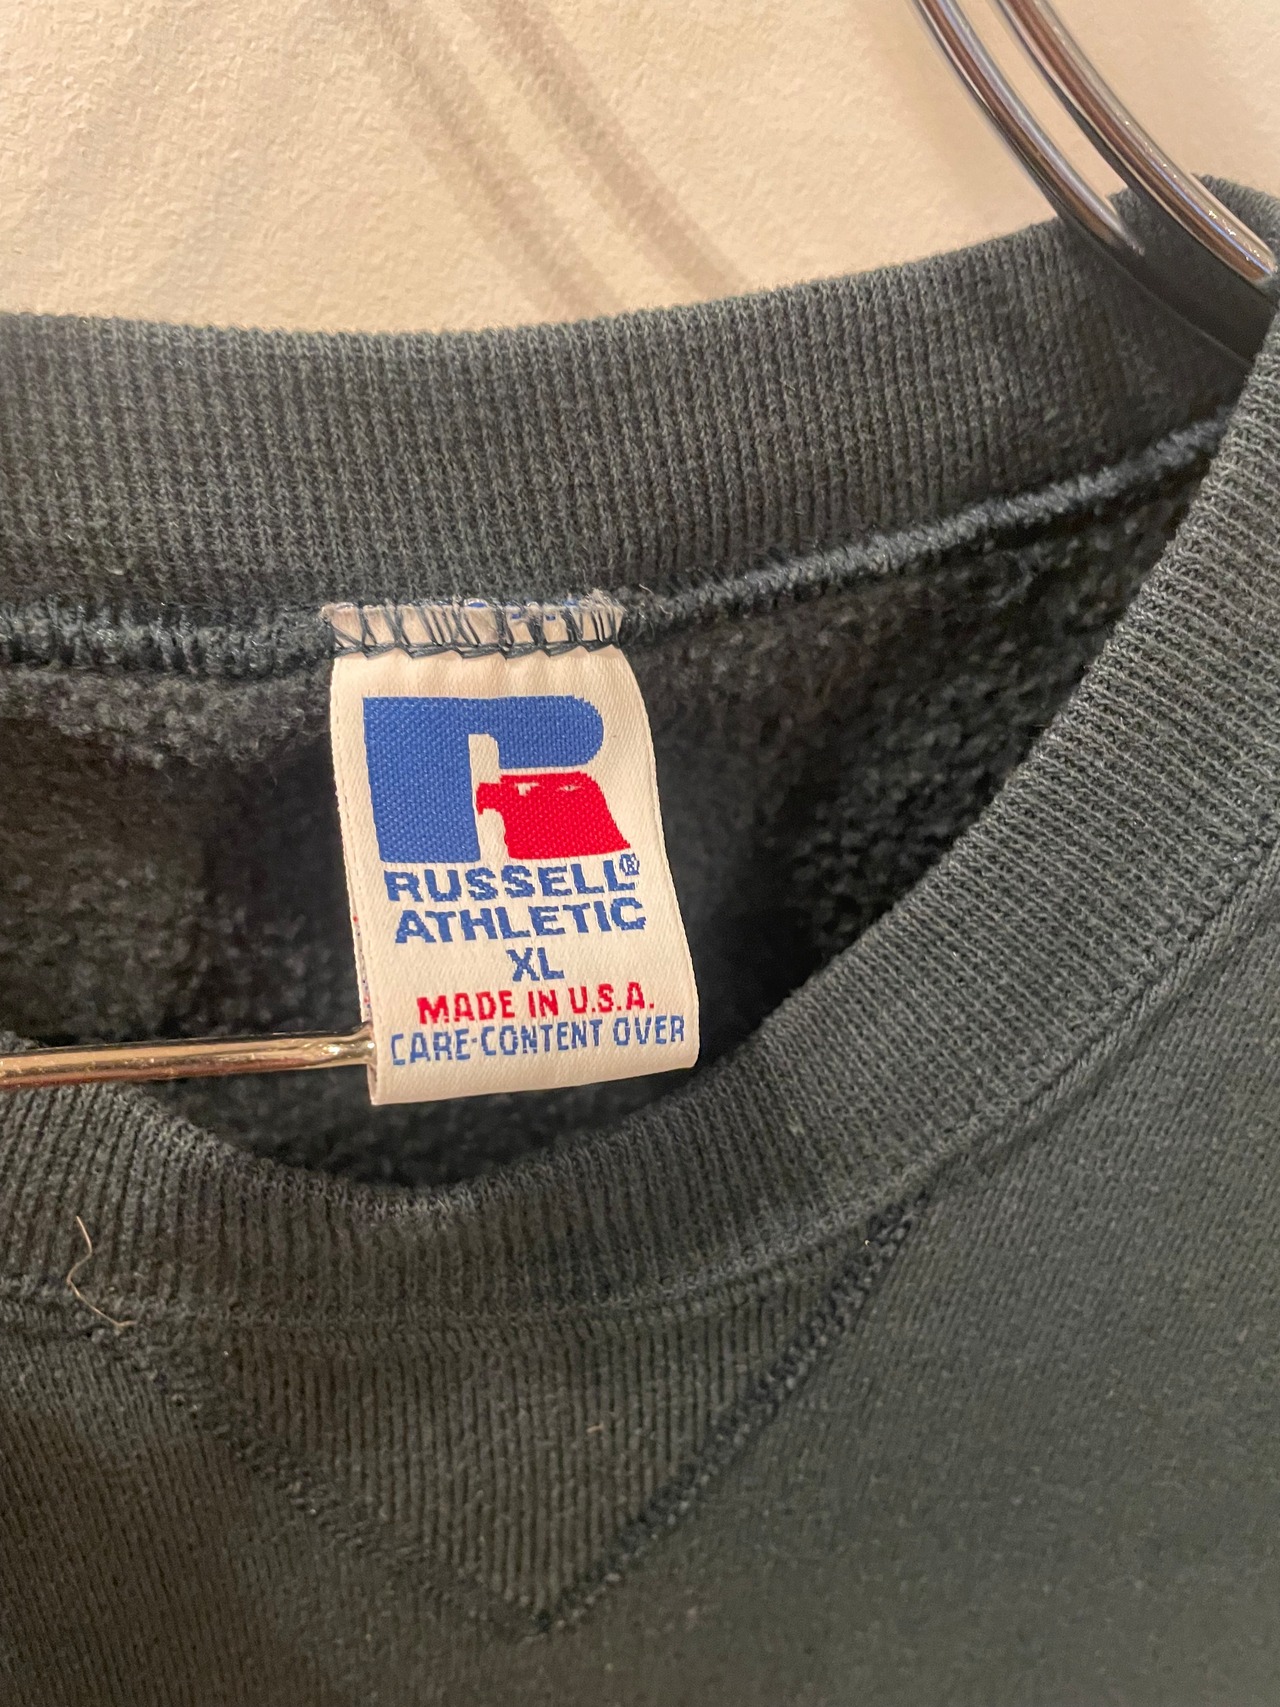 R
RUSSELL®
ATHLETIC
XL
MADE IN U.S.A.
CARE-CONTENT OVER